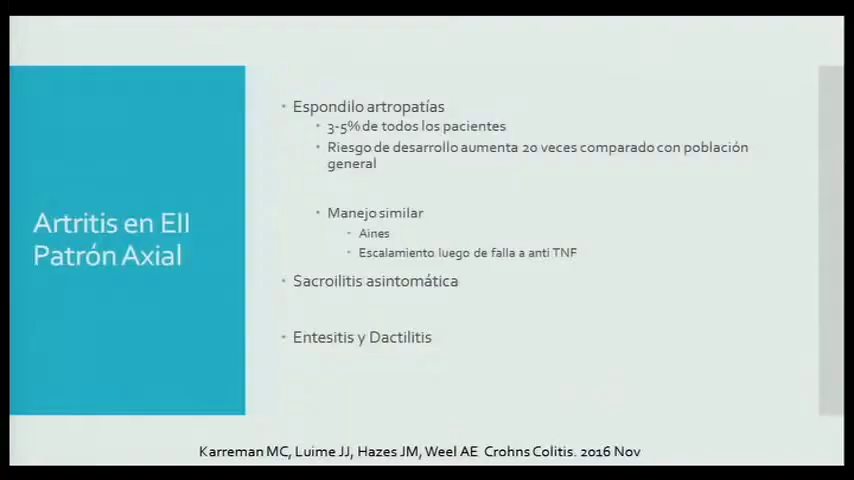 Artritis en EII
Patrón Axial
Espondilo artropatías
3-5% de todos los pacientes
Riesgo de desarrollo aumenta 20 veces comparado con población
general
Manejo similar
Aines
Escalamiento luego de falla a anti TNF
Sacroilitis asintomática
Entesitis y Dactilitis
Karreman MC, Luime JJ, Hazes JM, Weel AE Crohns Colitis. 2016 Nov